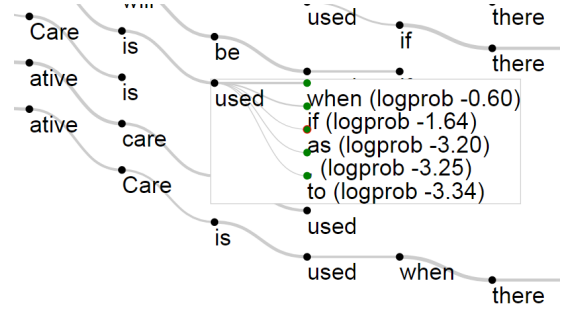 will
used
there
Care
is
be
if
there
ative
is
used
when (logprob -0.60)
if (logprob -1.64)
as (logprob -3.20)
(logprob -3.25)
to (logprob -3.34)
ative
care
Care
used
is
used
when
there